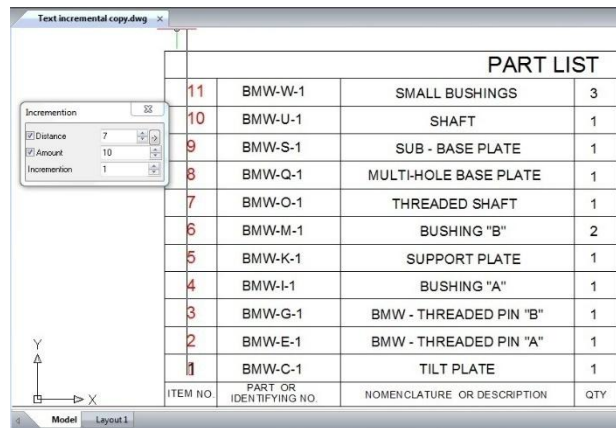 Text incremental copy.dwg
PART LIST
11 BMW-W-1 SMALL BUSHINGS 3
10 BMW-U-1 SHAFT 1
9 BMW-S-1 SUB - BASE PLATE 1
8 BMW-Q-1 MULTI-HOLE BASE PLATE 1
7 BMW-O-1 THREADED SHAFT 1
6 BMW-M-1 BUSHING "B" 2
5 BMW-K-1 SUPPORT PLATE 1
4 BMW-I-1 BUSHING "A" 1
3 BMW-G-1 BMW - THREADED PIN "B" 1
2 BMW-E-1 BMW - THREADED PIN "A" 1
1 BMW-C-1 TILT PLATE 1
ITEM NO. PART OR IDENTIFYING NO. NOMENCLATURE OR DESCRIPTION QTY
Incremention
Distance 7
Amount 10
Incremention 1
Y
X
Model Layout1